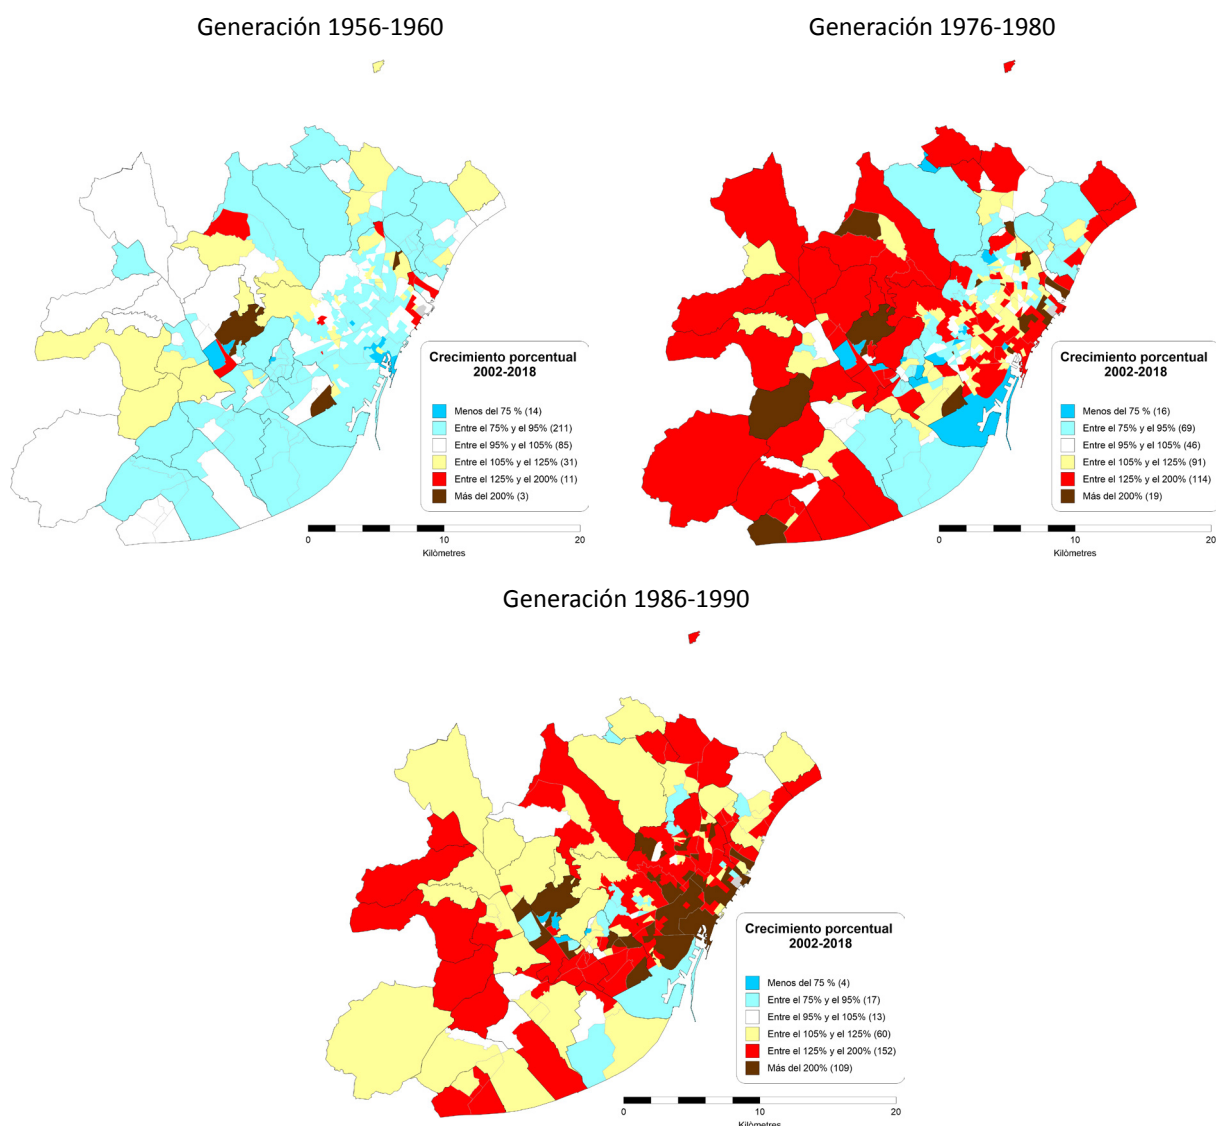 Generación 1956-1960
Generación 1976-1980
Crecimiento porcentual
2002-2018
Menos del 75 % (14)
Entre el 75% y el 95% (211)
Entre el 95% y el 105% (85)
Entre el 105% y el 125% (31)
Entre el 125% y el 200% (11)
Más del 200% (3)
0 10 20
Kilòmetres
Crecimiento porcentual
2002-2018
Menos del 75 % (16)
Entre el 75% y el 95% (69)
Entre el 95% y el 105% (46)
Entre el 105% y el 125% (91)
Entre el 125% y el 200% (114)
Más del 200% (19)
0 10 20
Kilòmetres
Generación 1986-1990
Crecimiento porcentual
2002-2018
Menos del 75 % (4)
Entre el 75% y el 95% (17)
Entre el 95% y el 105% (13)
Entre el 105% y el 125% (60)
Entre el 125% y el 200% (152)
Más del 200% (109)
0 10 20
Kilòmetres